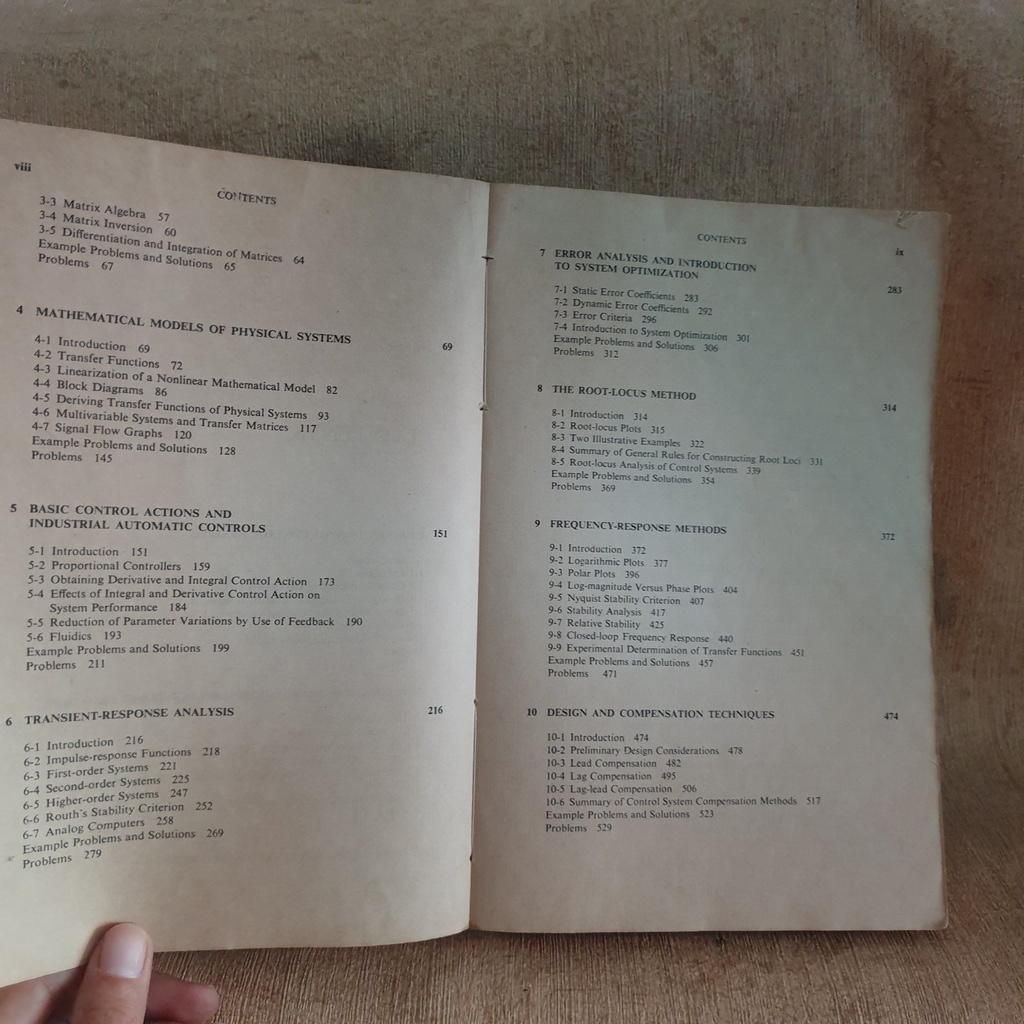 viii
CONTENTS
3-3 Matrix Algebra 57
3-4 Matrix Inversion 60
3-5 Differentiation and Integration of Matrices 64
Example Problems and Solutions 65
Problems 67
4 MATHEMATICAL MODELS OF PHYSICAL SYSTEMS 69
4-1 Introduction 69
4-2 Transfer Functions 72
4-3 Linearization of a Nonlinear Mathematical Model 82
4-4 Block Diagrams 86
4-5 Deriving Transfer Functions of Physical Systems 93
4-6 Multivariable Systems and Transfer Matrices 117
4-7 Signal Flow Graphs 120
Example Problems and Solutions 128
Problems 145
5 BASIC CONTROL ACTIONS AND
INDUSTRIAL AUTOMATIC CONTROLS 151
5-1 Introduction 151
5-2 Proportional Controllers 159
5-3 Obtaining Derivative and Integral Control Action 173
5-4 Effects of Integral and Derivative Control Action on
System Performance 184
5-5 Reduction of Parameter Variations by Use of Feedback 190
5-6 Fluidics 193
Example Problems and Solutions 199
Problems 211
6 TRANSIENT-RESPONSE ANALYSIS 216
6-1 Introduction 216
6-2 Impulse-response Functions 218
6-3 First-order Systems 221
6-4 Second-order Systems 225
6-5 Higher-order Systems 247
6-6 Routh's Stability Criterion 252
6-7 Analog Computers 258
Example Problems and Solutions 269
Problems 279
CONTENTS ix
7 ERROR ANALYSIS AND INTRODUCTION
TO SYSTEM OPTIMIZATION 283
7-1 Static Error Coefficients 283
7-2 Dynamic Error Coefficients 292
7-3 Error Criteria 296
7-4 Introduction to System Optimization 301
Example Problems and Solutions 306
Problems 312
8 THE ROOT-LOCUS METHOD 314
8-1 Introduction 314
8-2 Root-locus Plots 315
8-3 Two Illustrative Examples 322
8-4 Summary of General Rules for Constructing Root Loci 331
8-5 Root-locus Analysis of Control Systems 339
Example Problems and Solutions 354
Problems 369
9 FREQUENCY-RESPONSE METHODS 372
9-1 Introduction 372
9-2 Logarithmic Plots 377
9-3 Polar Plots 396
9-4 Log-magnitude Versus Phase Plots 404
9-5 Nyquist Stability Criterion 407
9-6 Stability Analysis 417
9-7 Relative Stability 425
9-8 Closed-loop Frequency Response 440
9-9 Experimental Determination of Transfer Functions 451
Example Problems and Solutions 457
Problems 471
10 DESIGN AND COMPENSATION TECHNIQUES 474
10-1 Introduction 474
10-2 Preliminary Design Considerations 478
10-3 Lead Compensation 482
10-4 Lag Compensation 495
10-5 Lag-lead Compensation 506
10-6 Summary of Control System Compensation Methods 517
Example Problems and Solutions 523
Problems 529